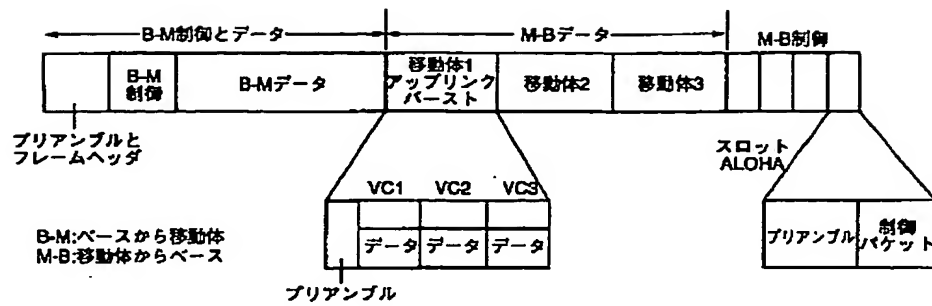 B-M制御とデータ
M-Bデータ
M-B制御
B-M
制御
B-Mデータ
移動体1
アップリンク
バースト
移動体2
移動体3
プリアンブルと
フレームヘッダ
スロット
ALOHA
VC1 VC2 VC3
データ データ データ
プリアンブル
プリアンブル
制御
パケット
B-M:ベースから移動体
M-B:移動体からベース